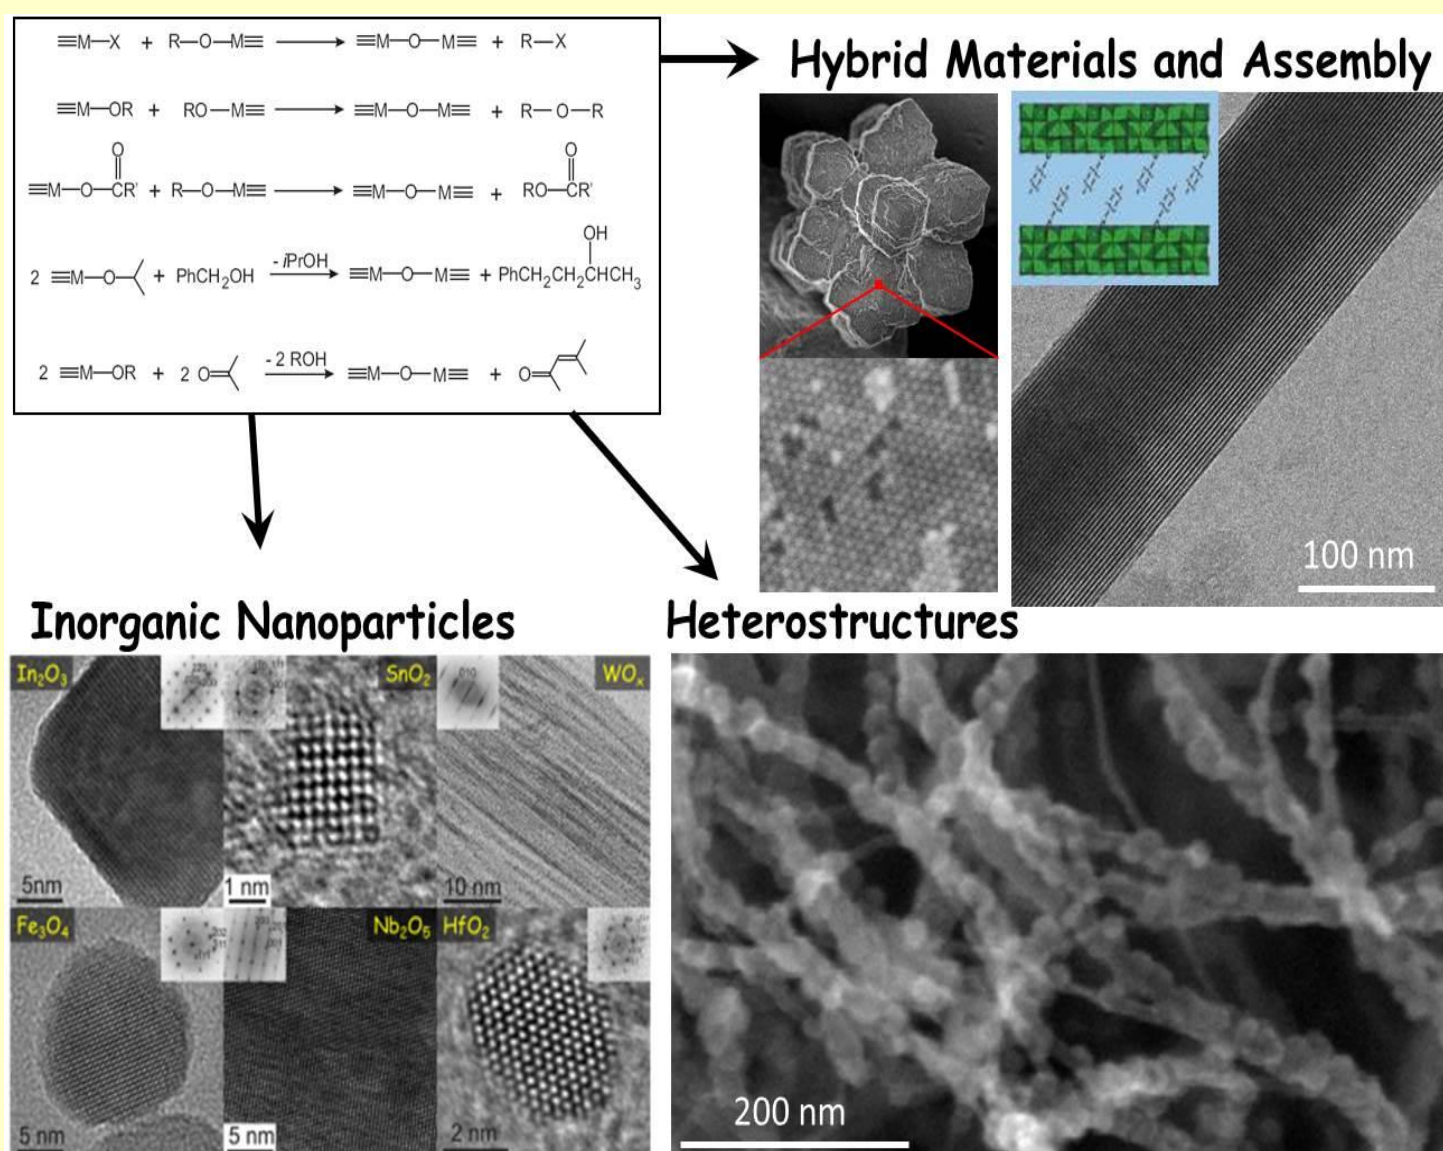 ≡M—X + R—O—M≡ → ≡M—O—M≡ + R—X
≡M—OR + RO—M≡ → ≡M—O—M≡ + R—O—R
O O
≡M—O—CR' + R—O—M≡ → ≡M—O—M≡ + RO—CR'
OH
- iPrOH
2 ≡M—O + PhCH₂OH → ≡M—O—M≡ + PhCH₂CH₂CHCH₃
- 2 ROH
2 ≡M—OR + 2 O → ≡M—O—M≡ + O
Hybrid Materials and Assembly
100 nm
Inorganic Nanoparticles
In₂O₃ SnO₂ WOₓ
010
5nm 1 nm 10 nm
Fe₃O₄ Nb₂O₅ HfO₂
5 nm 5 nm 2 nm
Heterostructures
200 nm